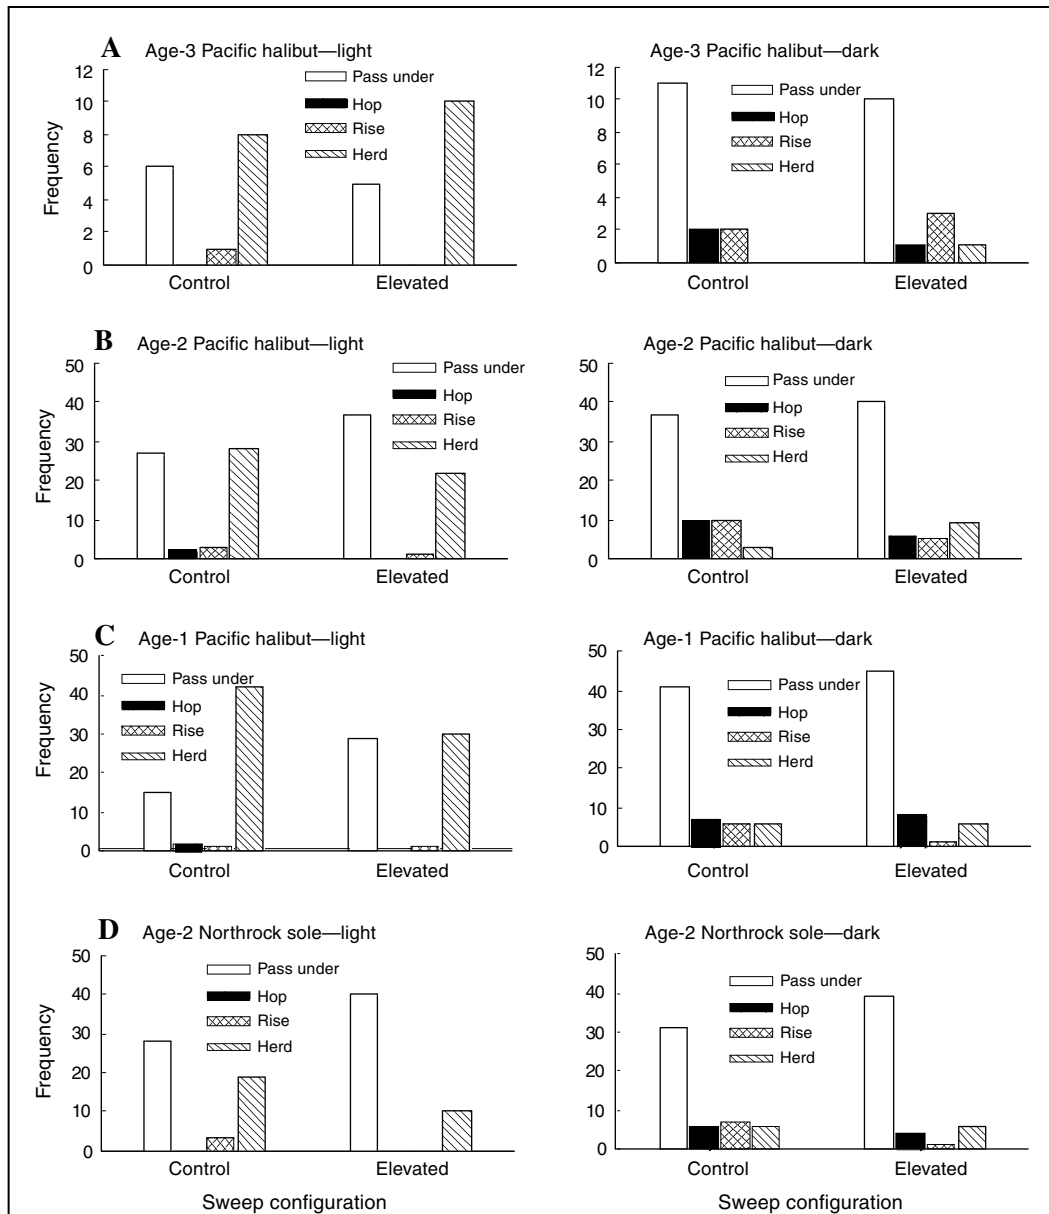 A Age-3 Pacific halibut—light
Frequency
12
10
8
6
4
2
0
Pass under
Hop
Rise
Herd
Control Elevated
Age-3 Pacific halibut—dark
12
10
8
6
4
2
0
Pass under
Hop
Rise
Herd
Control Elevated
B Age-2 Pacific halibut—light
Frequency
50
40
30
20
10
0
Pass under
Hop
Rise
Herd
Control Elevated
Age-2 Pacific halibut—dark
50
40
30
20
10
0
Pass under
Hop
Rise
Herd
Control Elevated
C Age-1 Pacific halibut—light
Frequency
50
40
30
20
10
0
Pass under
Hop
Rise
Herd
Control Elevated
Age-1 Pacific halibut—dark
50
40
30
20
10
0
Pass under
Hop
Rise
Herd
Control Elevated
D Age-2 Northrock sole—light
Frequency
50
40
30
20
10
0
Pass under
Hop
Rise
Herd
Control Elevated
Sweep configuration
Age-2 Northrock sole—dark
50
40
30
20
10
0
Pass under
Hop
Rise
Herd
Control Elevated
Sweep configuration